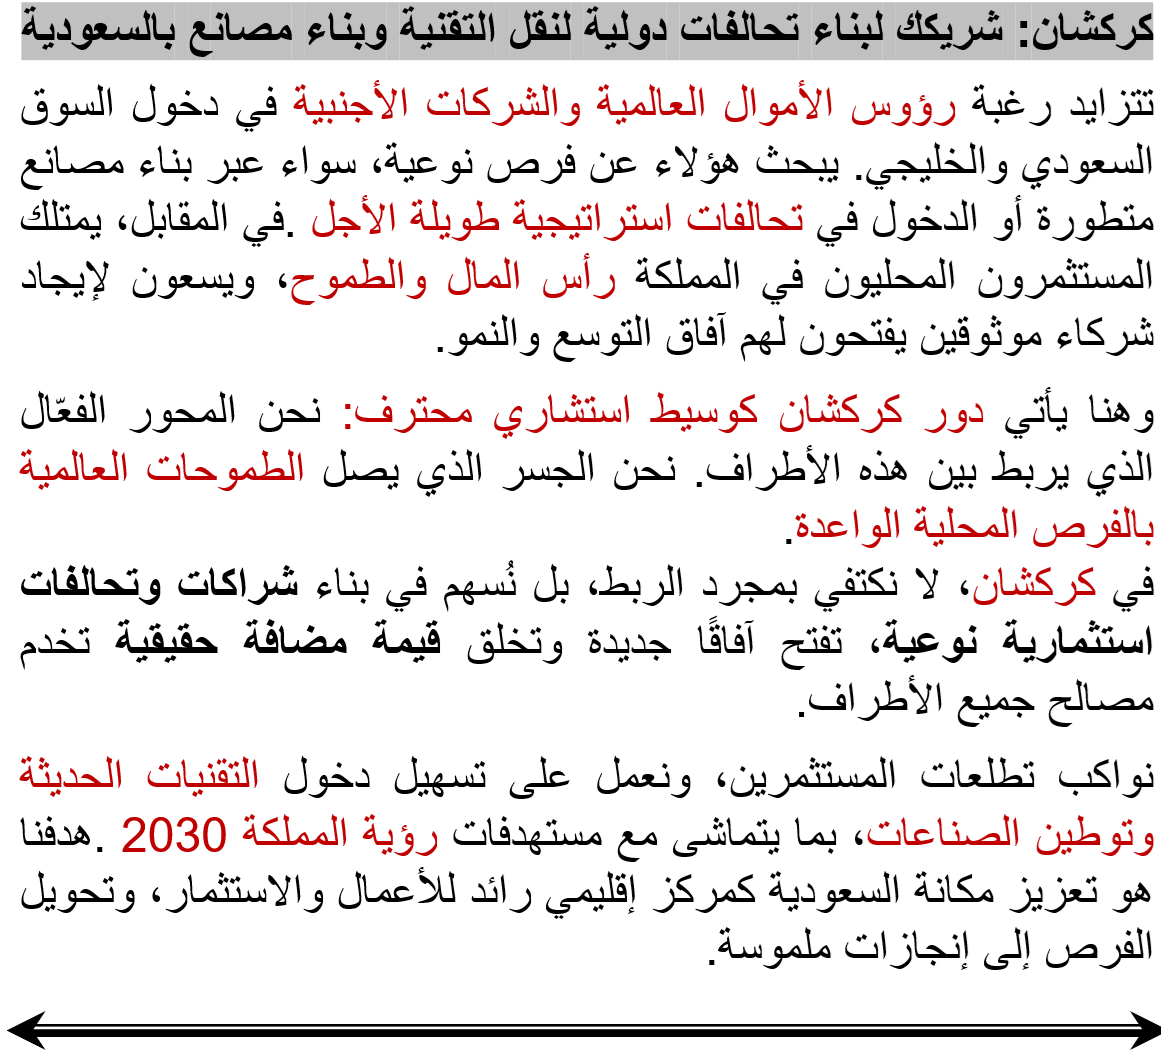 كركشان: شريكك لبناء تحالفات دولية لنقل التقنية وبناء مصانع بالسعودية
تتزايد رغبة رؤوس الأموال العالمية والشركات الأجنبية في دخول السوق
السعودي والخليجي. يبحث هؤلاء عن فرص نوعية، سواء عبر بناء مصانع
متطورة أو الدخول في تحالفات استراتيجية طويلة الأجل .في المقابل، يمتلك
المستثمرون المحليون في المملكة رأس المال والطموح، ويسعون لإيجاد
شركاء موثوقين يفتحون لهم آفاق التوسع والنمو.
وهنا يأتي دور كركشان كوسيط استشاري محترف: نحن المحور الفعّال
الذي يربط بين هذه الأطراف. نحن الجسر الذي يصل الطموحات العالمية
بالفرص المحلية الواعدة.
في كركشان، لا نكتفي بمجرد الربط، بل نُسهم في بناء شراكات وتحالفات
استثمارية نوعية، تفتح آفاقًا جديدة وتخلق قيمة مضافة حقيقية تخدم
مصالح جميع الأطراف.
نواكب تطلعات المستثمرين، ونعمل على تسهيل دخول التقنيات الحديثة
وتوطين الصناعات، بما يتماشى مع مستهدفات رؤية المملكة 2030 .هدفنا
هو تعزيز مكانة السعودية كمركز إقليمي رائد للأعمال والاستثمار، وتحويل
الفرص إلى إنجازات ملموسة.